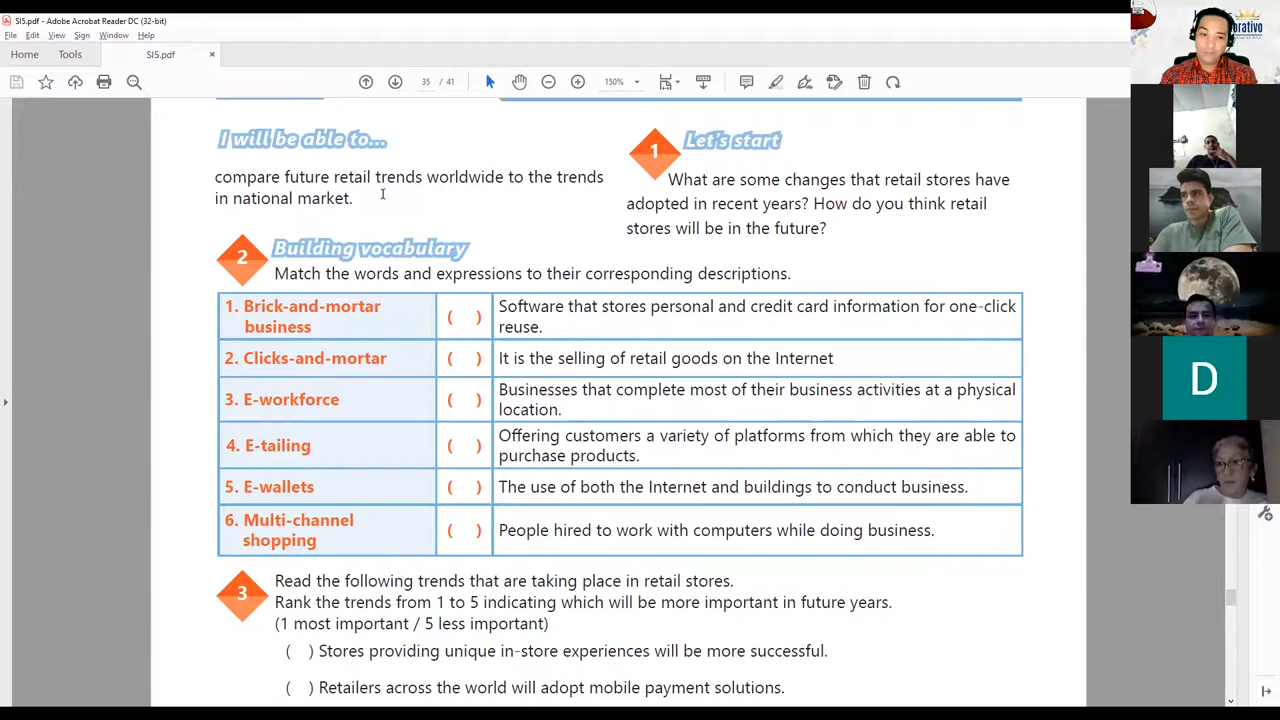 SI5.pdf - Adobe Acrobat Reader DC (32-bit)
File Edit View Sign Window Help
Home Tools SI5.pdf ×
35 / 41 150%
I will be able to...
compare future retail trends worldwide to the trends
in national market.
1 Let's start
What are some changes that retail stores have
adopted in recent years? How do you think retail
stores will be in the future?
2 Building vocabulary
Match the words and expressions to their corresponding descriptions.
1. Brick-and-mortar
business
( ) Software that stores personal and credit card information for one-click
reuse.
2. Clicks-and-mortar ( ) It is the selling of retail goods on the Internet
3. E-workforce ( ) Businesses that complete most of their business activities at a physical
location.
4. E-tailing ( ) Offering customers a variety of platforms from which they are able to
purchase products.
5. E-wallets ( ) The use of both the Internet and buildings to conduct business.
6. Multi-channel
shopping
( ) People hired to work with computers while doing business.
3 Read the following trends that are taking place in retail stores.
Rank the trends from 1 to 5 indicating which will be more important in future years.
(1 most important / 5 less important)
( ) Stores providing unique in-store experiences will be more successful.
( ) Retailers across the world will adopt mobile payment solutions.
D